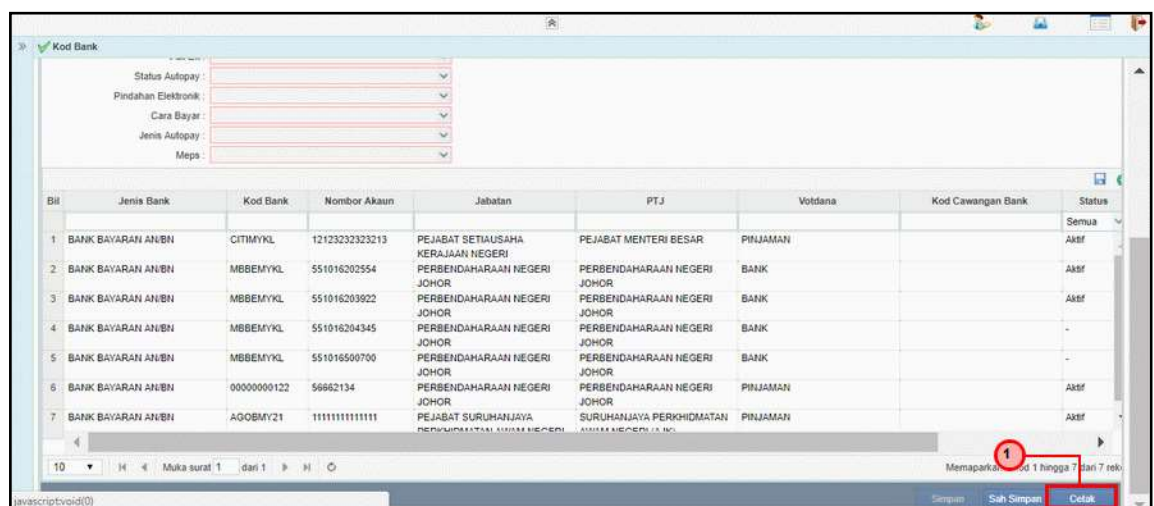 Kod Bank
Status Autopay :
Pindahan Elektronik :
Cara Bayar :
Jenis Autopay :
Meps :
Bil Jenis Bank Kod Bank Nombor Akaun Jabatan PTJ Votdana Kod Cawangan Bank Status
Semua
1 BANK BAYARAN AN/BN CITIMYKL 12123232323213 PEJABAT SETIAUSAHA PEJABAT MENTERI BESAR PINJAMAN Aktif
KERAJAAN NEGERI
2 BANK BAYARAN AN/BN MBBEMYKL 551016202554 PERBENDAHARAAN NEGERI PERBENDAHARAAN NEGERI BANK Aktif
JOHOR JOHOR
3 BANK BAYARAN AN/BN MBBEMYKL 551016203922 PERBENDAHARAAN NEGERI PERBENDAHARAAN NEGERI BANK Aktif
JOHOR JOHOR
4 BANK BAYARAN AN/BN MBBEMYKL 551016204345 PERBENDAHARAAN NEGERI PERBENDAHARAAN NEGERI BANK -
JOHOR JOHOR
5 BANK BAYARAN AN/BN MBBEMYKL 551016500700 PERBENDAHARAAN NEGERI PERBENDAHARAAN NEGERI BANK -
JOHOR JOHOR
6 BANK BAYARAN AN/BN 00000000122 56662134 PERBENDAHARAAN NEGERI PERBENDAHARAAN NEGERI PINJAMAN Aktif
JOHOR JOHOR
7 BANK BAYARAN AN/BN AGOBMY21 11111111111111 PEJABAT SURUHANJAYA SURUHANJAYA PERKHIDMATAN PINJAMAN Aktif
PERKHIDMATAN AWAM NEGERI AWAM NEGERI
1
10 Muka surat 1 dari 1 Memaparkan 1 hingga 7 dari 7
javascript:void(0) Simpan Sah Simpan Cetak